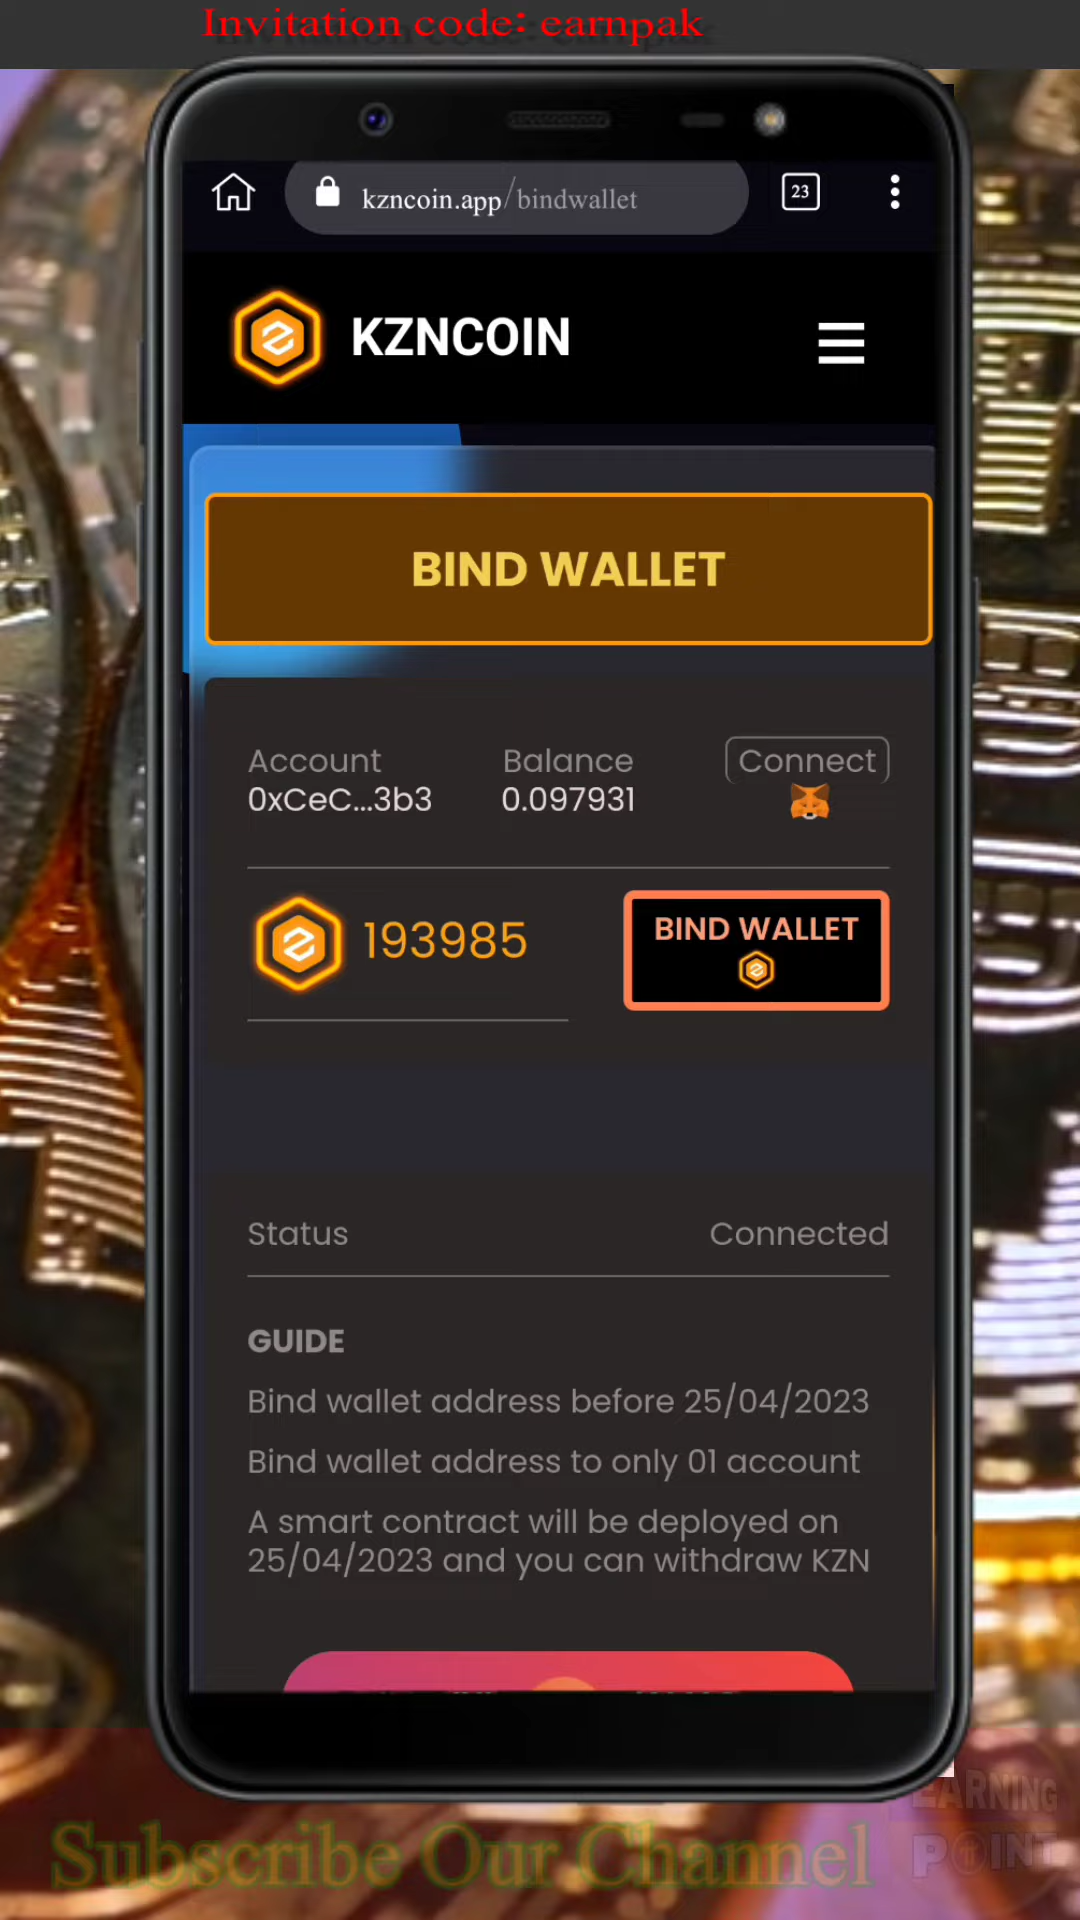 Invitation code: earnpak
kzncoin.app/bindwallet
23
KZNCOIN
BIND WALLET
Account
Balance
Connect
0xCeC...3b3
0.097931
193985
BIND WALLET
Status
Connected
GUIDE
Bind wallet address before 25/04/2023
Bind wallet address to only 01 account
A smart contract will be deployed on
25/04/2023 and you can withdraw KZN
EARNING
POINT
Subscribe Our Channel